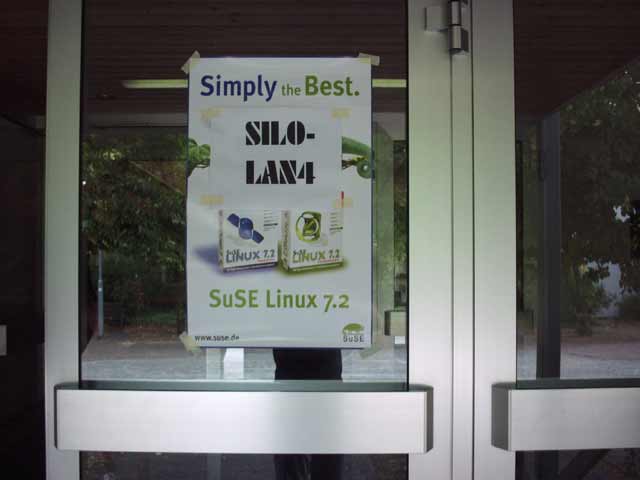 Simply the Best.
SILO-
LAN4
LINUX 7.2
LINUX 7.2
SuSE Linux 7.2
www.suse.de
SuSE